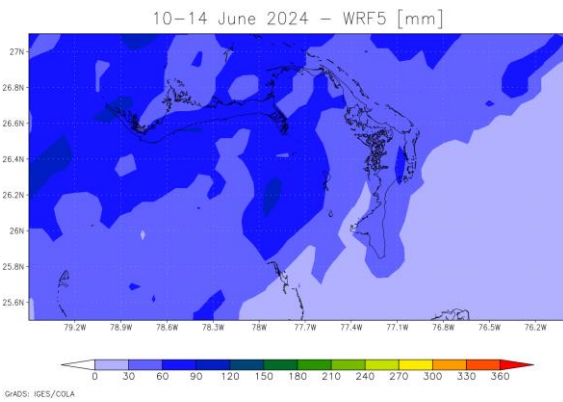 10-14 June 2024 - WRF5 [mm]
27N
26.8N
26.6N
26.4N
26.2N
26N
25.8N
25.6N
79.2W 78.9W 78.6W 78.3W 78W 77.7W 77.4W 77.1W 76.8W 76.5W 76.2W
0 30 60 90 120 150 180 210 240 270 300 330 360
GrADS: IGES/COLA